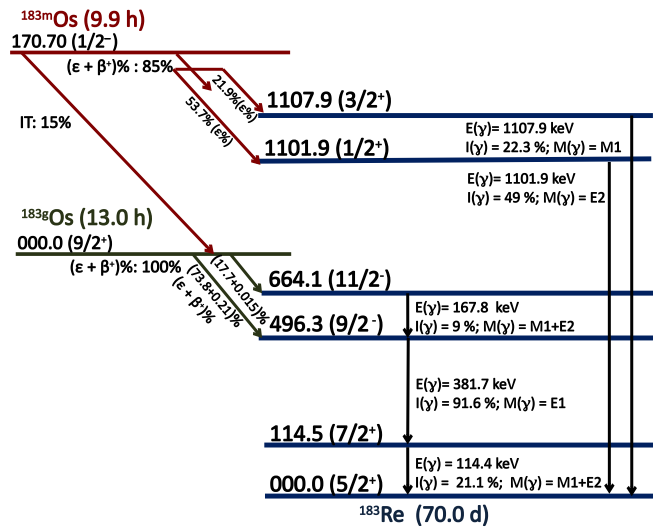 ¹⁸³ᵐOs (9.9 h)
170.70 (1/2⁻)
(ε + β⁺)% : 85%
21.9%(ε%)
53.7% (ε%)
IT: 15%
1107.9 (3/2⁺)
E(γ)= 1107.9 keV
I(γ) = 22.3 %; M(γ) = M1
1101.9 (1/2⁺)
E(γ)= 1101.9 keV
I(γ) = 49 %; M(γ) = E2
¹⁸³ᵍOs (13.0 h)
000.0 (9/2⁺)
(ε + β⁺)%: 100%
(17.7+0.015)%
(73.8+0.21)%
(ε + β⁺)%
664.1 (11/2⁻)
E(γ)= 167.8 keV
I(γ) = 9 %; M(γ) = M1+E2
496.3 (9/2⁻)
E(γ)= 381.7 keV
I(γ) = 91.6 %; M(γ) = E1
114.5 (7/2⁺)
E(γ)= 114.4 keV
I(γ) = 21.1 %; M(γ) = M1+E2
000.0 (5/2⁺)
¹⁸³Re (70.0 d)